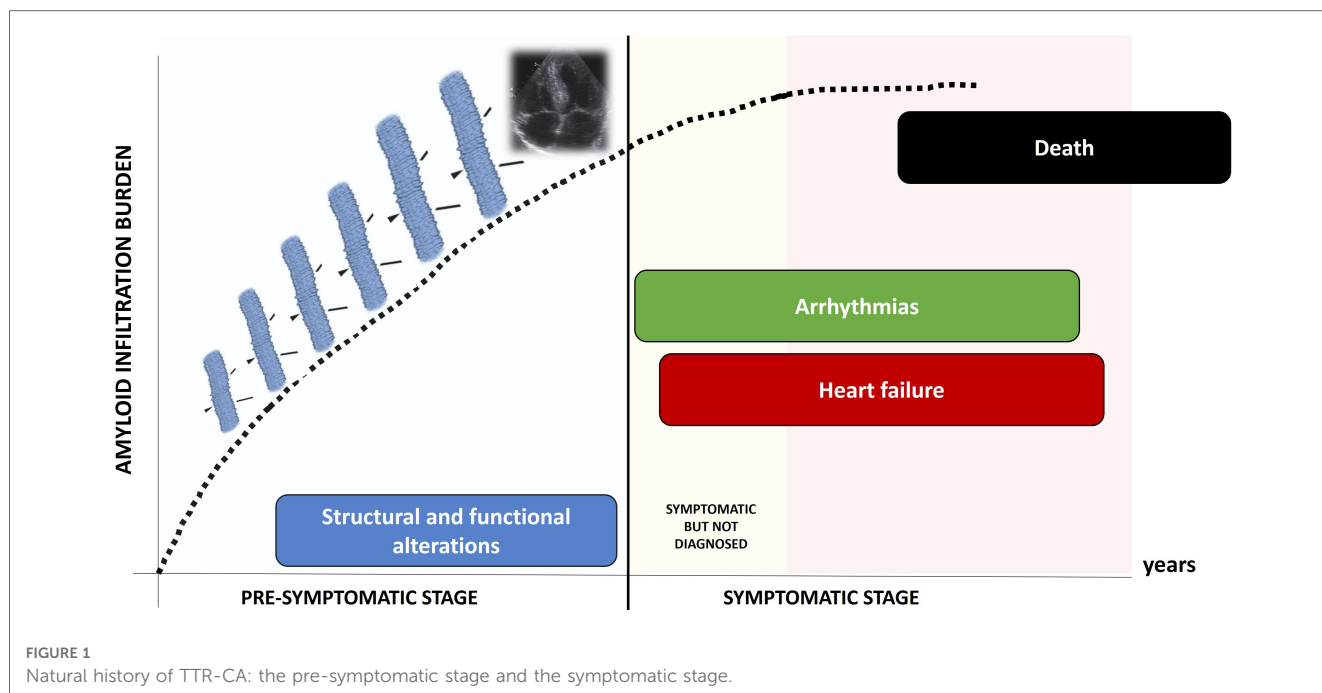 AMYLOID INFILTRATION BURDEN
Death
Arrhythmias
Heart failure
Structural and functional
alterations
SYMPTOMATIC
BUT NOT
DIAGNOSED
years
PRE-SYMPTOMATIC STAGE
SYMPTOMATIC STAGE
FIGURE 1
Natural history of TTR-CA: the pre-symptomatic stage and the symptomatic stage.